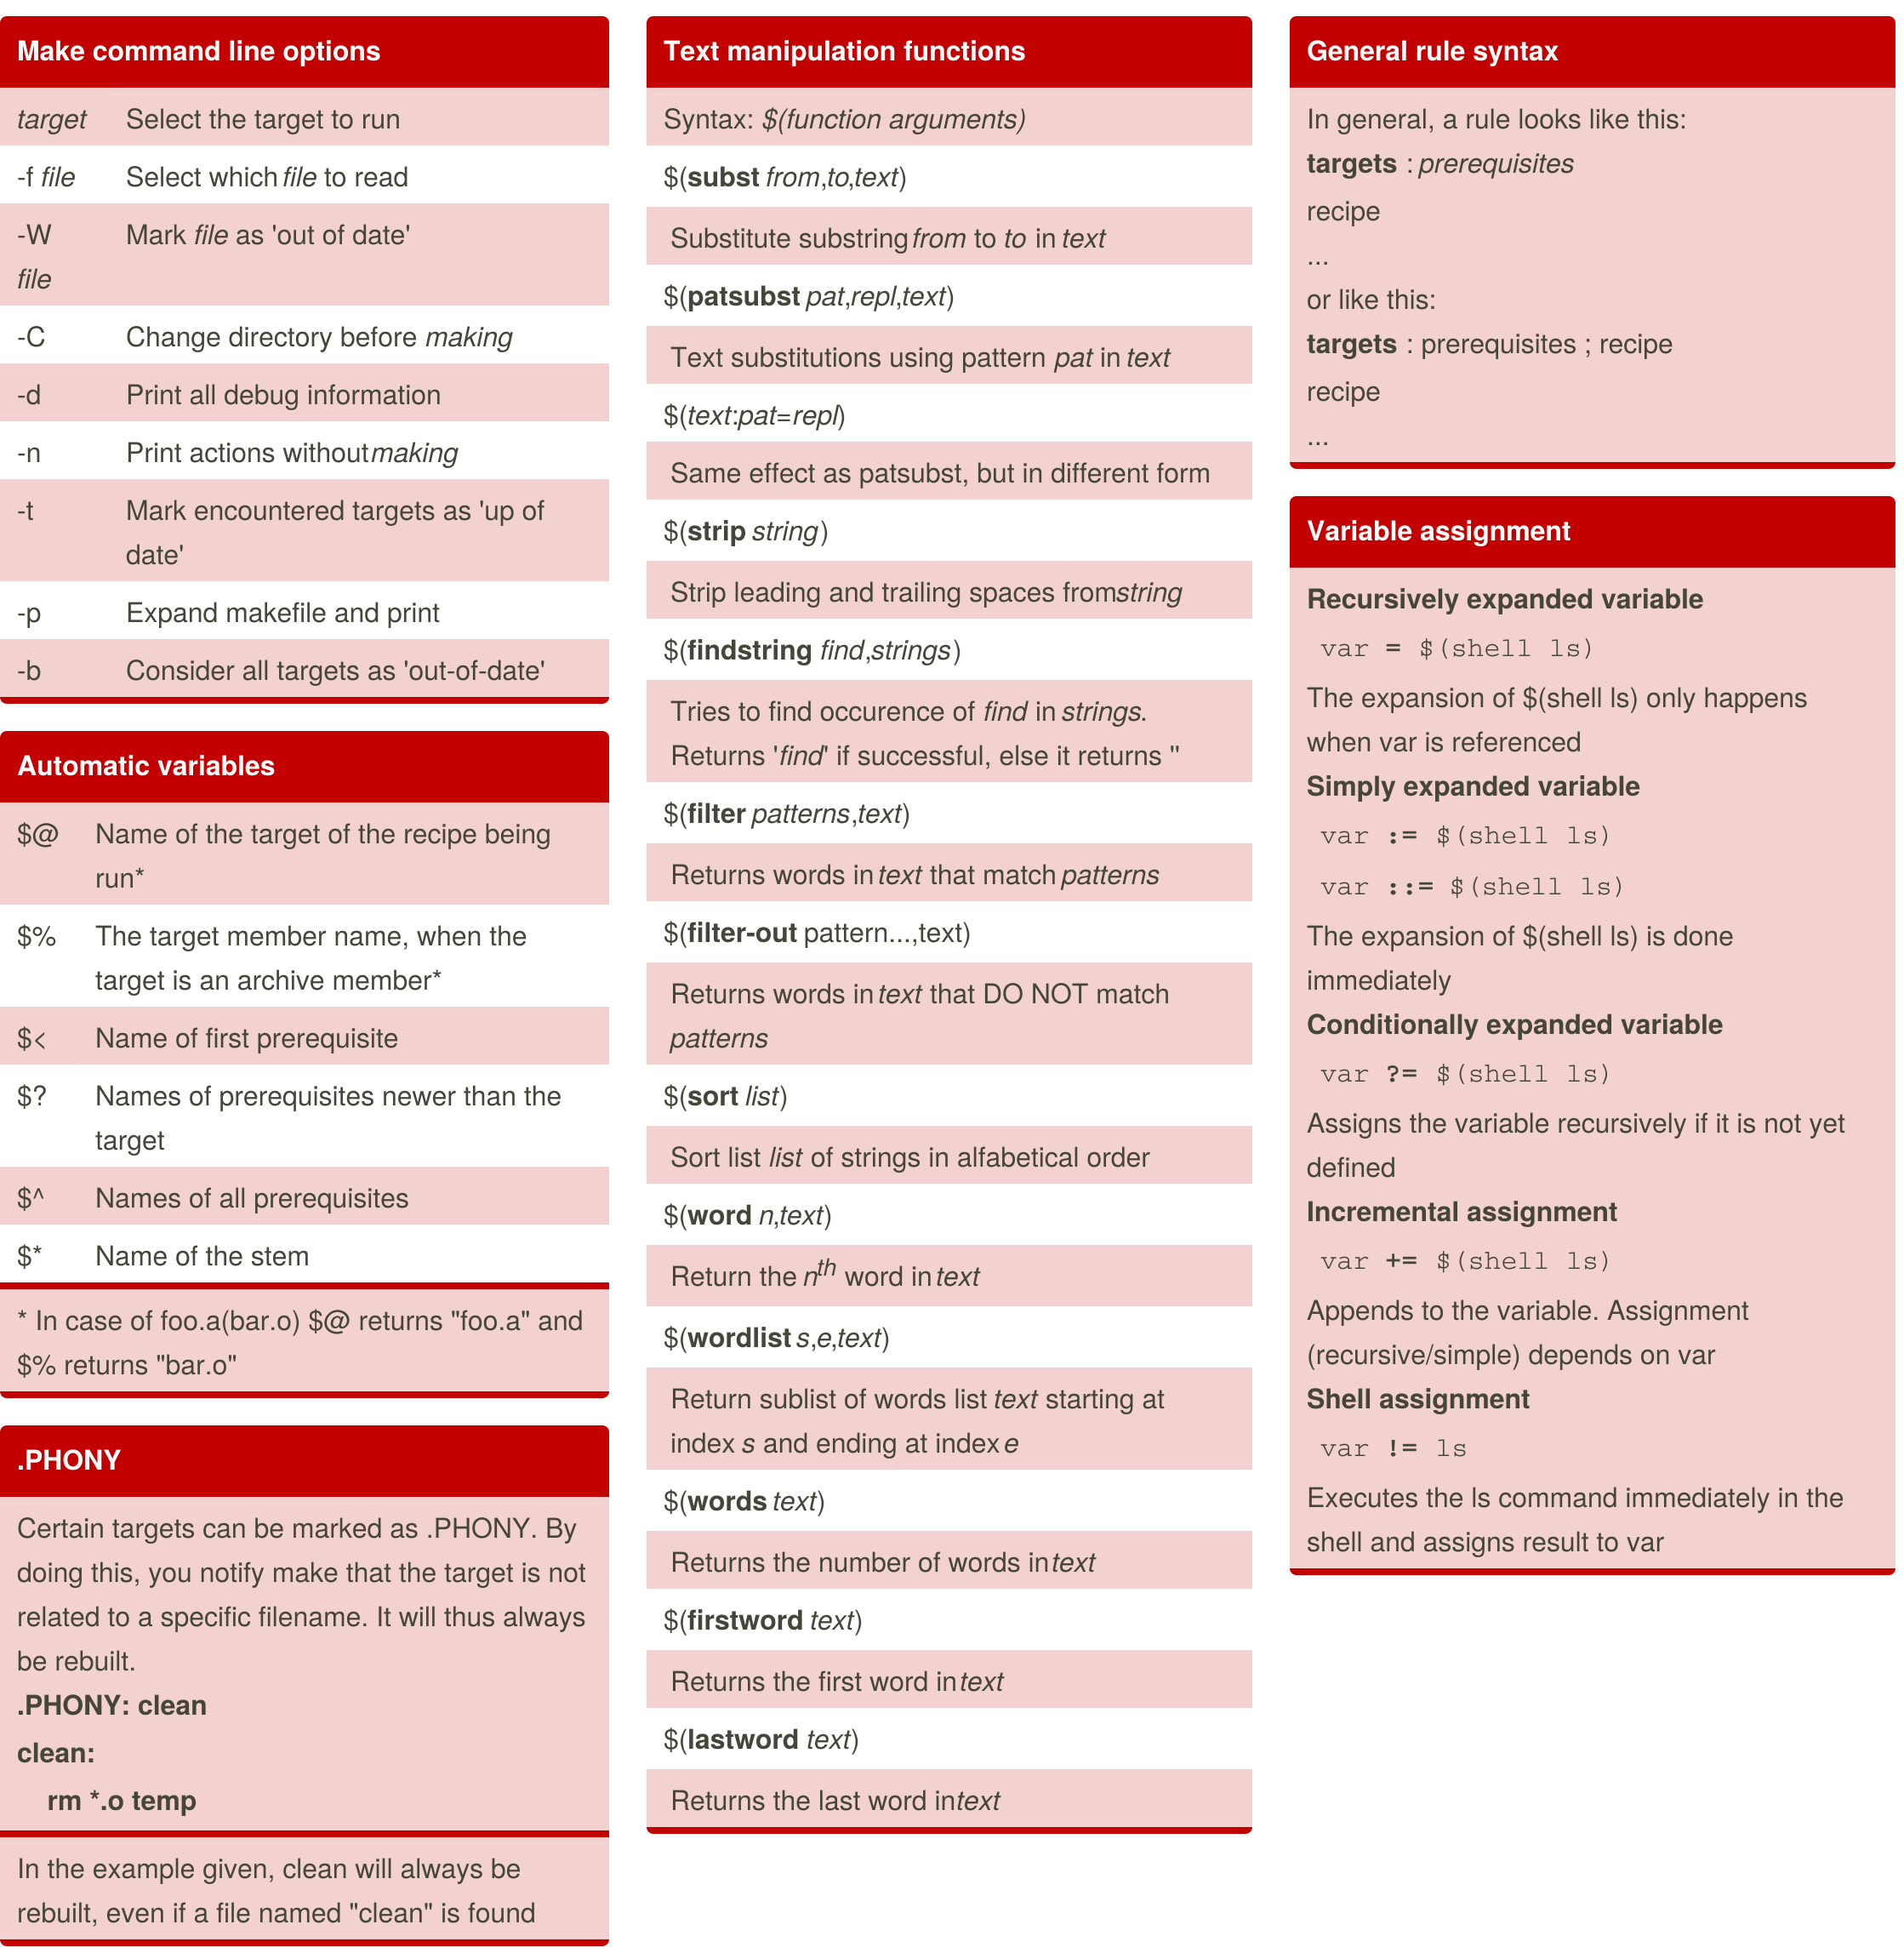 Make command line options
target Select the target to run
-f file Select which file to read
-W Mark file as 'out of date'
file
-C Change directory before making
-d Print all debug information
-n Print actions without making
-t Mark encountered targets as 'up of
date'
-p Expand makefile and print
-b Consider all targets as 'out-of-date'
Automatic variables
$@ Name of the target of the recipe being
run*
$% The target member name, when the
target is an archive member*
$< Name of first prerequisite
$? Names of prerequisites newer than the
target
$^ Names of all prerequisites
$* Name of the stem
* In case of foo.a(bar.o) $@ returns "foo.a" and
$% returns "bar.o"
.PHONY
Certain targets can be marked as .PHONY. By
doing this, you notify make that the target is not
related to a specific filename. It will thus always
be rebuilt.
.PHONY: clean
clean:
rm *.o temp
In the example given, clean will always be
rebuilt, even if a file named "clean" is found
Text manipulation functions
Syntax: $(function arguments)
$(subst from,to,text)
Substitute substring from to to in text
$(patsubst pat,repl,text)
Text substitutions using pattern pat in text
$(text:pat=repl)
Same effect as patsubst, but in different form
$(strip string)
Strip leading and trailing spaces from string
$(findstring find,strings)
Tries to find occurence of find in strings.
Returns 'find' if successful, else it returns ''
$(filter patterns,text)
Returns words in text that match patterns
$(filter-out pattern...,text)
Returns words in text that DO NOT match
patterns
$(sort list)
Sort list list of strings in alfabetical order
$(word n,text)
Return the nth word in text
$(wordlist s,e,text)
Return sublist of words list text starting at
index s and ending at index e
$(words text)
Returns the number of words in text
$(firstword text)
Returns the first word in text
$(lastword text)
Returns the last word in text
General rule syntax
In general, a rule looks like this:
targets : prerequisites
recipe
...
or like this:
targets : prerequisites ; recipe
recipe
...
Variable assignment
Recursively expanded variable
var = $(shell ls)
The expansion of $(shell ls) only happens
when var is referenced
Simply expanded variable
var := $(shell ls)
var ::= $(shell ls)
The expansion of $(shell ls) is done
immediately
Conditionally expanded variable
var ?= $(shell ls)
Assigns the variable recursively if it is not yet
defined
Incremental assignment
var += $(shell ls)
Appends to the variable. Assignment
(recursive/simple) depends on var
Shell assignment
var != ls
Executes the ls command immediately in the
shell and assigns result to var